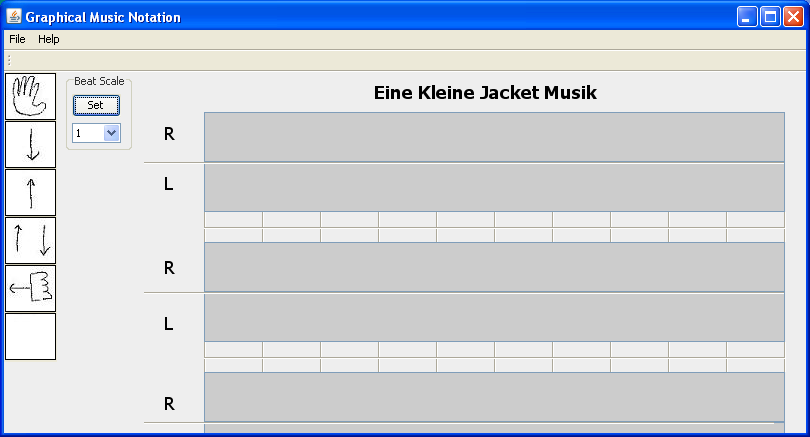 Graphical Music Notation
File Help
Beat Scale
Set
1
Eine Kleine Jacket Musik
R
L
R
L
R